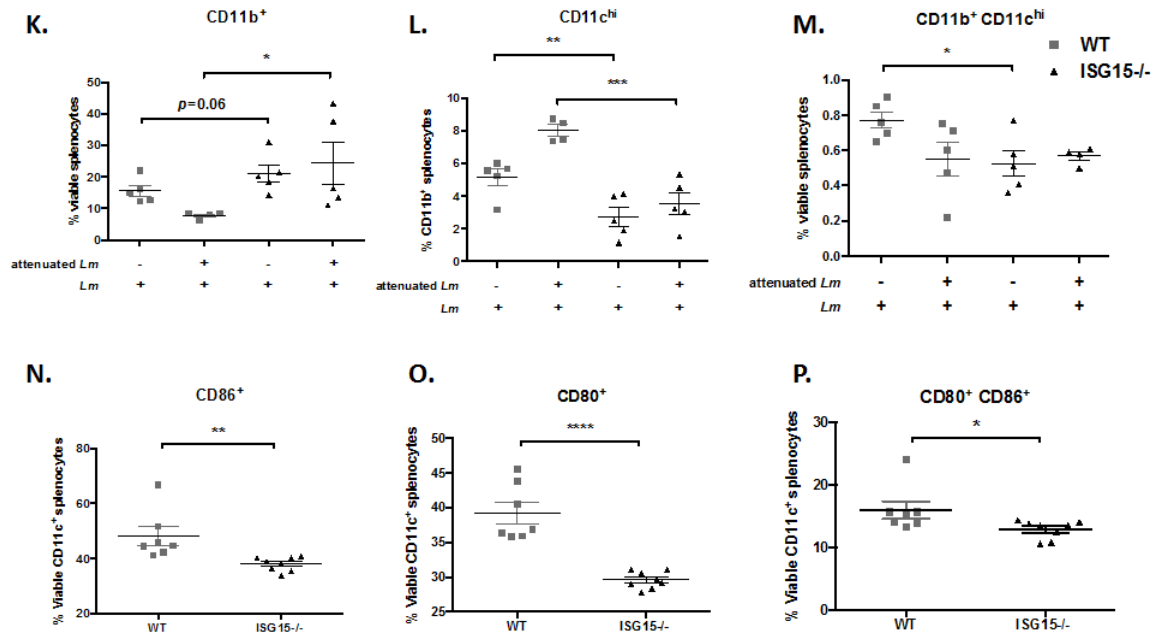 K.
CD11b⁺
*
p=0.06
% viable splenocytes
50
40
30
20
10
0
attenuated Lm - + - +
Lm + + + +
L.
CD11cʰⁱ
**
***
% CD11b⁺ splenocytes
10
8
6
4
2
0
attenuated Lm - + - +
Lm + + + +
M.
CD11b⁺ CD11cʰⁱ
WT
ISG15-/-
*
% viable splenocytes
1.0
0.8
0.6
0.4
0.2
0.0
attenuated Lm - + - +
Lm + + + +
N.
CD86⁺
**
% Viable CD11c⁺ splenocytes
80
60
40
20
WT ISG15-/-
O.
CD80⁺
****
% Viable CD11c⁺ splenocytes
50
45
40
35
30
25
WT ISG15-/-
P.
CD80⁺ CD86⁺
*
% Viable CD11c⁺ splenocytes
30
20
10
0
WT ISG15-/-